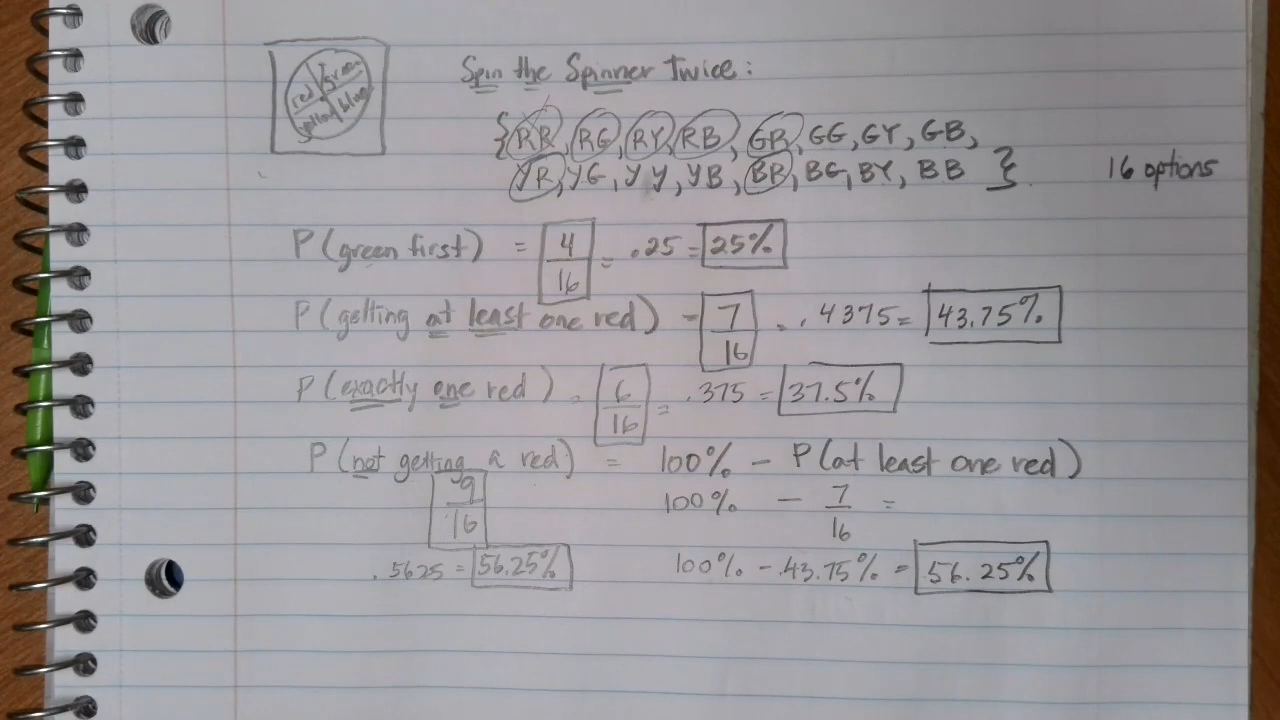 red green
yellow blue
Spin the Spinner Twice:
{RR, RG, RY, RB, GR, GG, GY, GB,
YR, YG, YY, YB, BR, BG, BY, BB } 16 options
P(green first) = 4/16 = .25 = 25%
P(getting at least one red) = 7/16 = .4375 = 43.75%
P(exactly one red) = 6/16 = .375 = 37.5%
P(not getting a red) = 100% - P(at least one red)
9/16 100% - 7/16 =
.5625 = 56.25% 100% - 43.75% = 56.25%